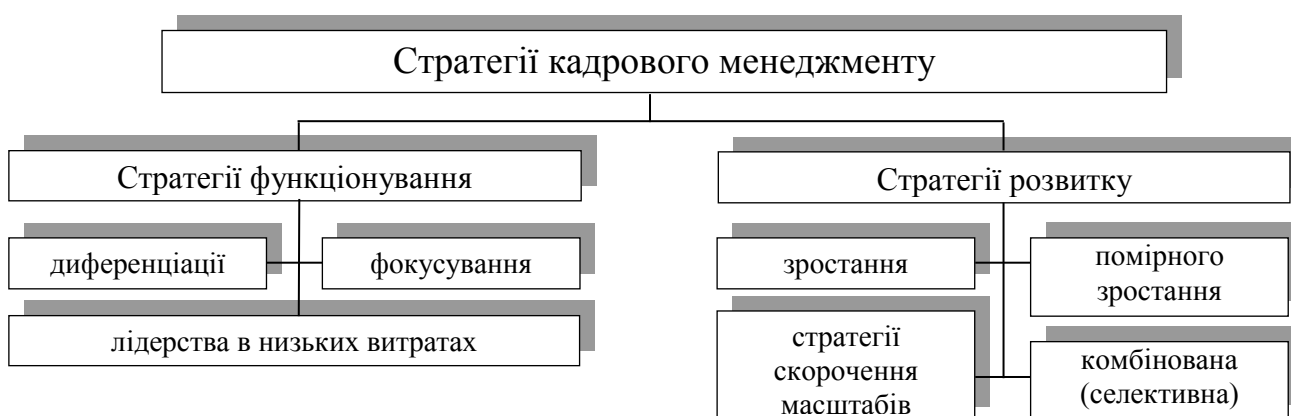 Стратегії кадрового менеджменту
Стратегії функціонування
Стратегії розвитку
диференціації
фокусування
лідерства в низьких витратах
зростання
помірного
зростання
стратегії
скорочення
масштабів
комбінована
(селективна)